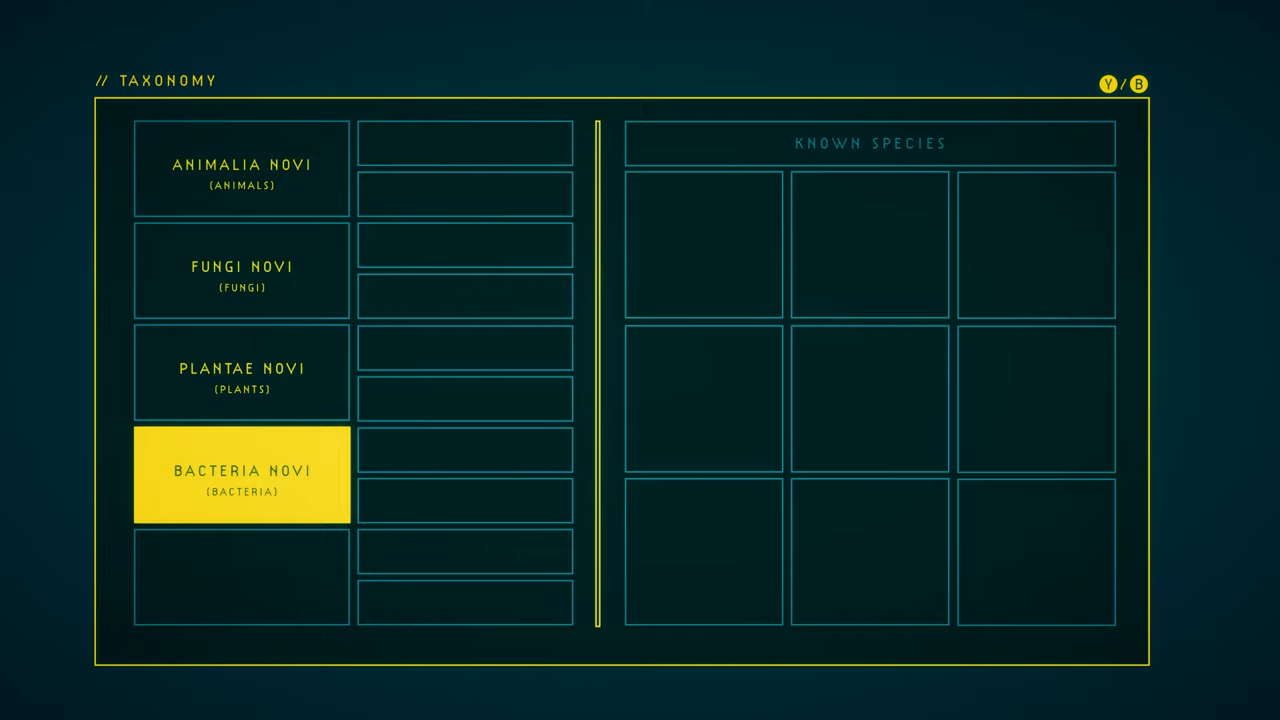 // TAXONOMY
Y / B
ANIMALIA NOVI
(ANIMALS)
FUNGI NOVI
(FUNGI)
PLANTAE NOVI
(PLANTS)
BACTERIA NOVI
(BACTERIA)
KNOWN SPECIES